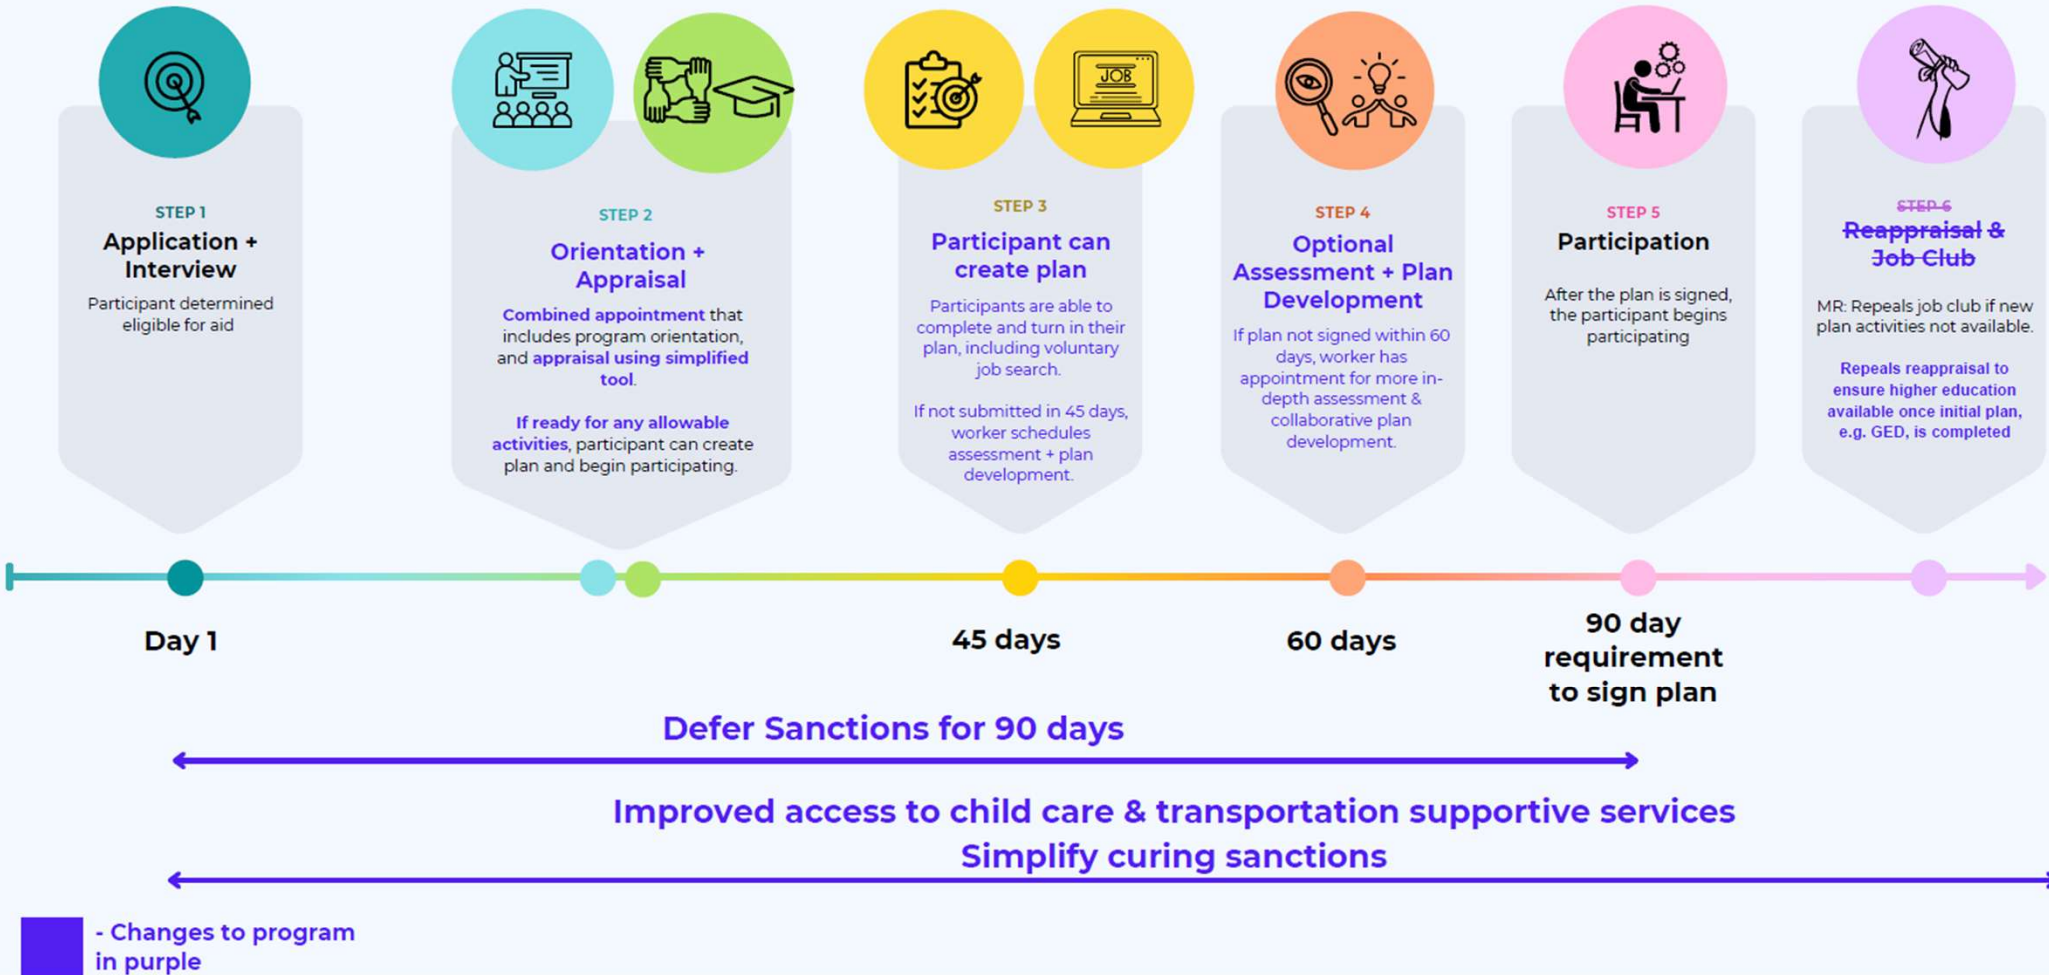 JOB
STEP 1
Application +
Interview
Participant determined
eligible for aid
STEP 2
Orientation +
Appraisal
Combined appointment that
includes program orientation,
and appraisal using simplified
tool.
If ready for any allowable
activities, participant can create
plan and begin participating.
STEP 3
Participant can
create plan
Participants are able to
complete and turn in their
plan, including voluntary
job search.
If not submitted in 45 days,
worker schedules
assessment + plan
development.
STEP 4
Optional
Assessment + Plan
Development
If plan not signed within 60
days, worker has
appointment for more in-
depth assessment &
collaborative plan
development.
STEP 5
Participation
After the plan is signed,
the participant begins
participating
STEP 6
Reappraisal &
Job Club
MR: Repeals job club if new
plan activities not available.
Repeals reappraisal to
ensure higher education
available once initial plan,
e.g. GED, is completed
Day 1
45 days
60 days
90 day
requirement
to sign plan
Defer Sanctions for 90 days
Improved access to child care & transportation supportive services
Simplify curing sanctions
- Changes to program
in purple